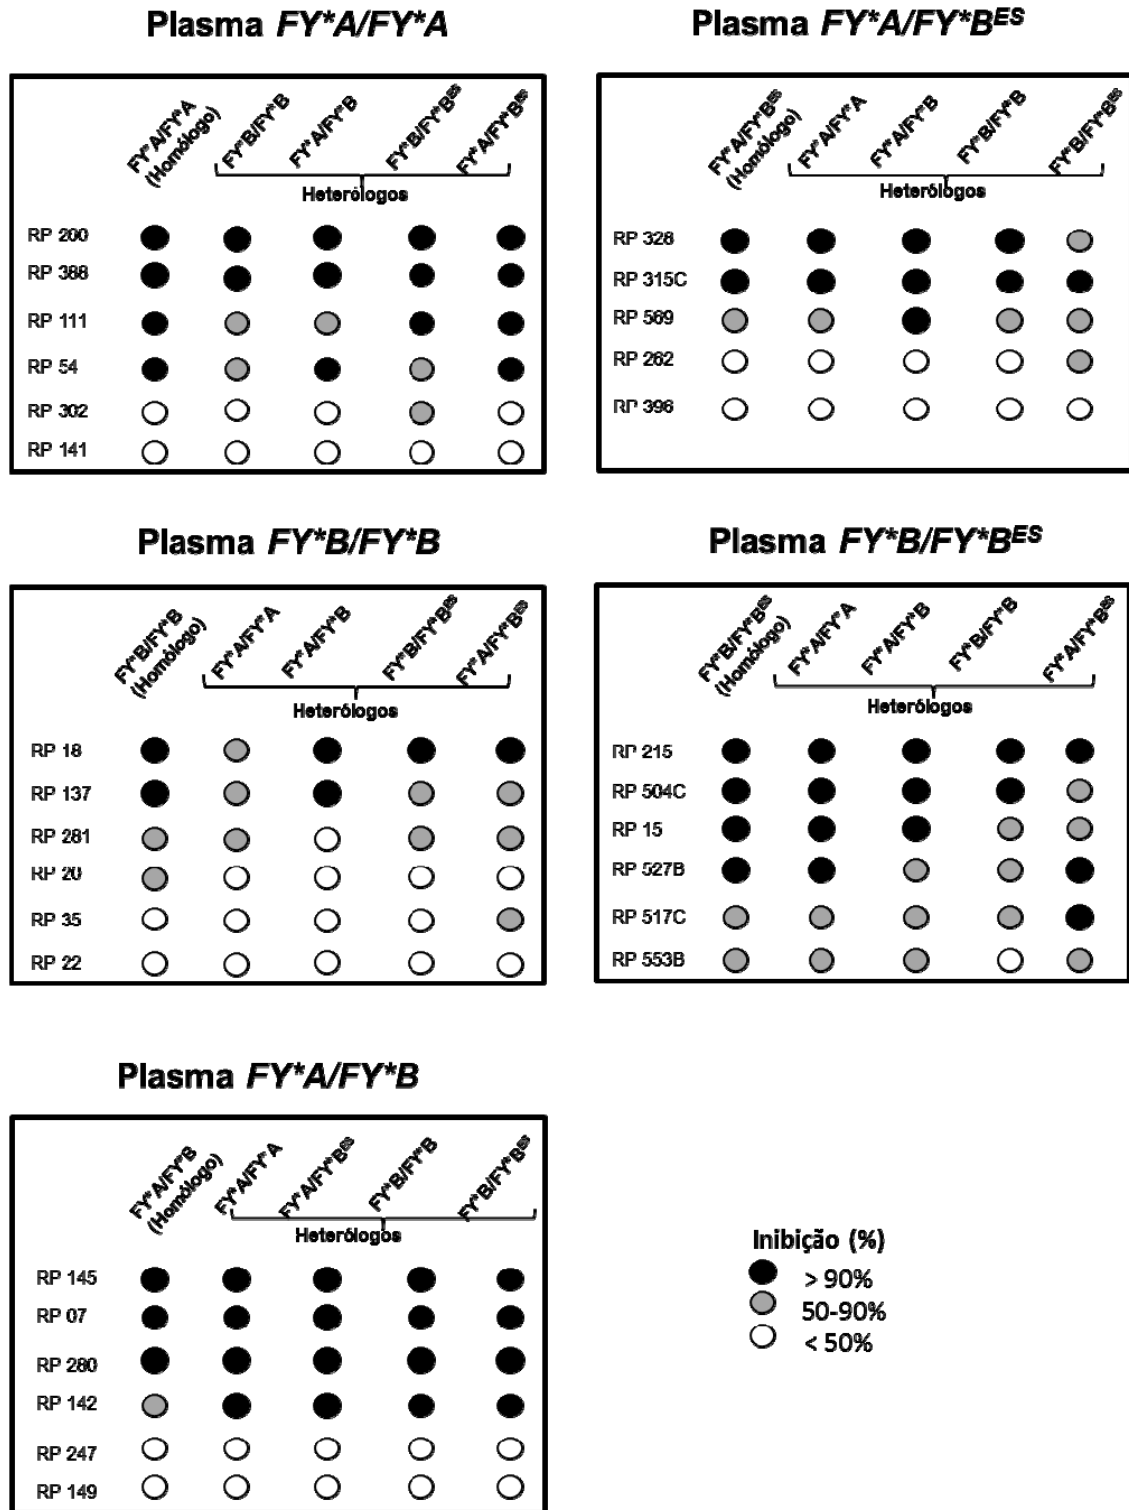 Plasma FY*A/FY*A
FY*A/FY*A
(Homólogo)
FY*B/FY*B
FY*A/FY*B
FY*B/FY*B^ES
FY*A/FY*B^ES
Heterólogos
RP 200
RP 388
RP 111
RP 54
RP 302
RP 141
Plasma FY*A/FY*B^ES
FY*A/FY*B^ES
(Homólogo)
FY*A/FY*A
FY*A/FY*B
FY*B/FY*B
FY*B/FY*B^ES
Heterólogos
RP 328
RP 315C
RP 569
RP 262
RP 396
Plasma FY*B/FY*B
FY*B/FY*B
(Homólogo)
FY*A/FY*A
FY*A/FY*B
FY*B/FY*B^ES
FY*A/FY*B^ES
Heterólogos
RP 18
RP 137
RP 281
RP 20
RP 35
RP 22
Plasma FY*B/FY*B^ES
FY*B/FY*B^ES
(Homólogo)
FY*A/FY*A
FY*A/FY*B
FY*B/FY*B
FY*A/FY*B^ES
Heterólogos
RP 215
RP 504C
RP 15
RP 527B
RP 517C
RP 553B
Plasma FY*A/FY*B
FY*A/FY*B
(Homólogo)
FY*A/FY*A
FY*A/FY*B^ES
FY*B/FY*B
FY*B/FY*B^ES
Heterólogos
RP 145
RP 07
RP 280
RP 142
RP 247
RP 149
Inibição (%)
> 90%
50-90%
< 50%